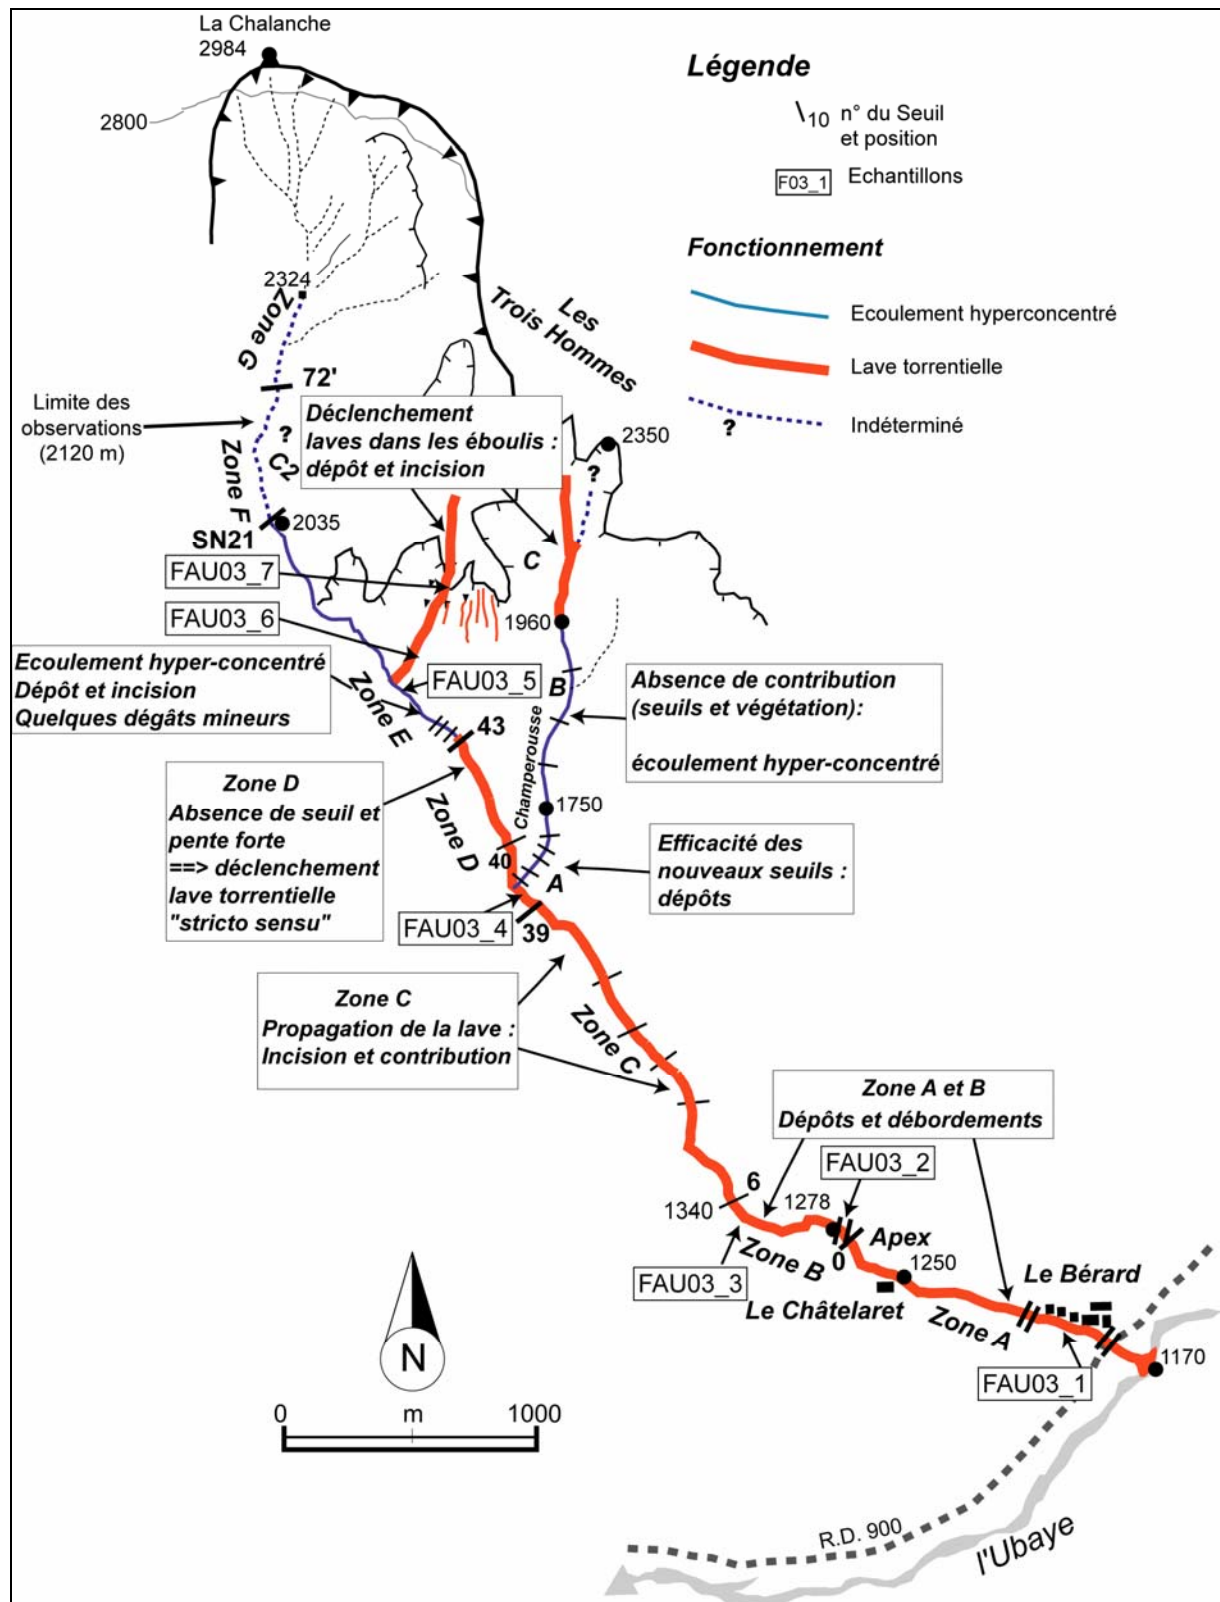 La Chalanche
2984
2800
Légende
10
n° du Seuil
et position
F03_1
Echantillons
Fonctionnement
Ecoulement hyperconcentré
Lave torrentielle
?
Indéterminé
2324
Zone G
Les
Trois Hommes
72'
Limite des
observations
(2120 m)
?
C2
Zone F
Déclenchement
laves dans les éboulis :
dépôt et incision
2350
?
2035
SN21
C
FAU03_7
FAU03_6
1960
Ecoulement hyper-concentré
Dépôt et incision
Quelques dégâts mineurs
FAU03_5
B
Absence de contribution
(seuils et végétation):
écoulement hyper-concentré
Zone E
43
Champerousse
1750
Zone D
Absence de seuil et
pente forte
==> déclenchement
lave torrentielle
"stricto sensu"
Zone D
40
A
Efficacité des
nouveaux seuils :
dépôts
FAU03_4
39
Zone C
Propagation de la lave :
Incision et contribution
Zone C
Zone A et B
Dépôts et débordements
6
1340
1278
FAU03_2
Apex
0
Zone B
FAU03_3
1250
Le Châtelaret
Le Bérard
Zone A
FAU03_1
1170
N
0
m
1000
R.D. 900
l'Ubaye